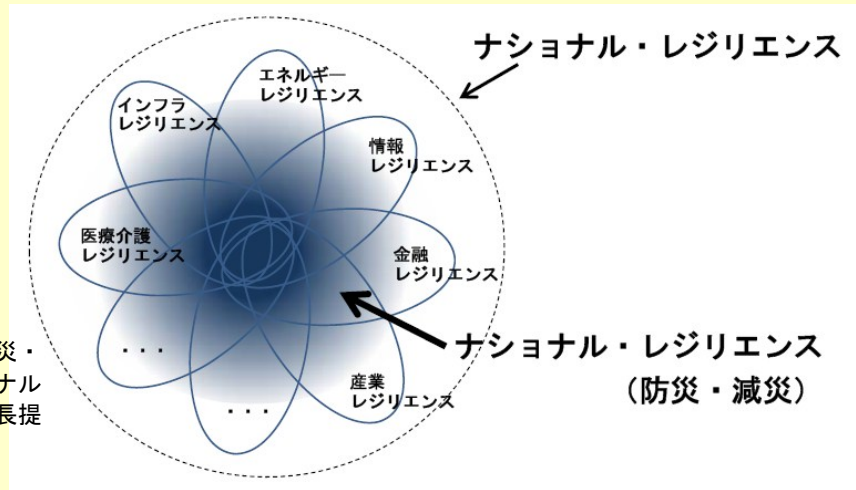 ナショナル・レジリエンス
エネルギー
レジリエンス
インフラ
レジリエンス
情報
レジリエンス
医療介護
レジリエンス
金融
レジリエンス
ナショナル・レジリエンス
（防災・減災）
災・
ナル
長提
・・・
産業
レジリエンス
・・・